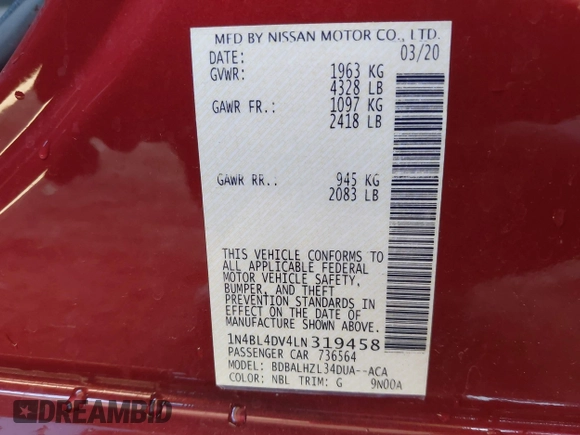 MFD BY NISSAN MOTOR CO., LTD.
DATE: 03/20
GVWR: 1963 KG
4328 LB
GAWR FR.: 1097 KG
2418 LB
GAWR RR.: 945 KG
2083 LB
THIS VEHICLE CONFORMS TO
ALL APPLICABLE FEDERAL
MOTOR VEHICLE SAFETY,
BUMPER, AND THEFT
PREVENTION STANDARDS IN
EFFECT ON THE DATE OF
MANUFACTURE SHOWN ABOVE.
1N4BL4DV4LN319458
PASSENGER CAR 736564
MODEL: BDBALHZL34DUA--ACA
COLOR: NBL TRIM: G 9N00A
DREAMBID